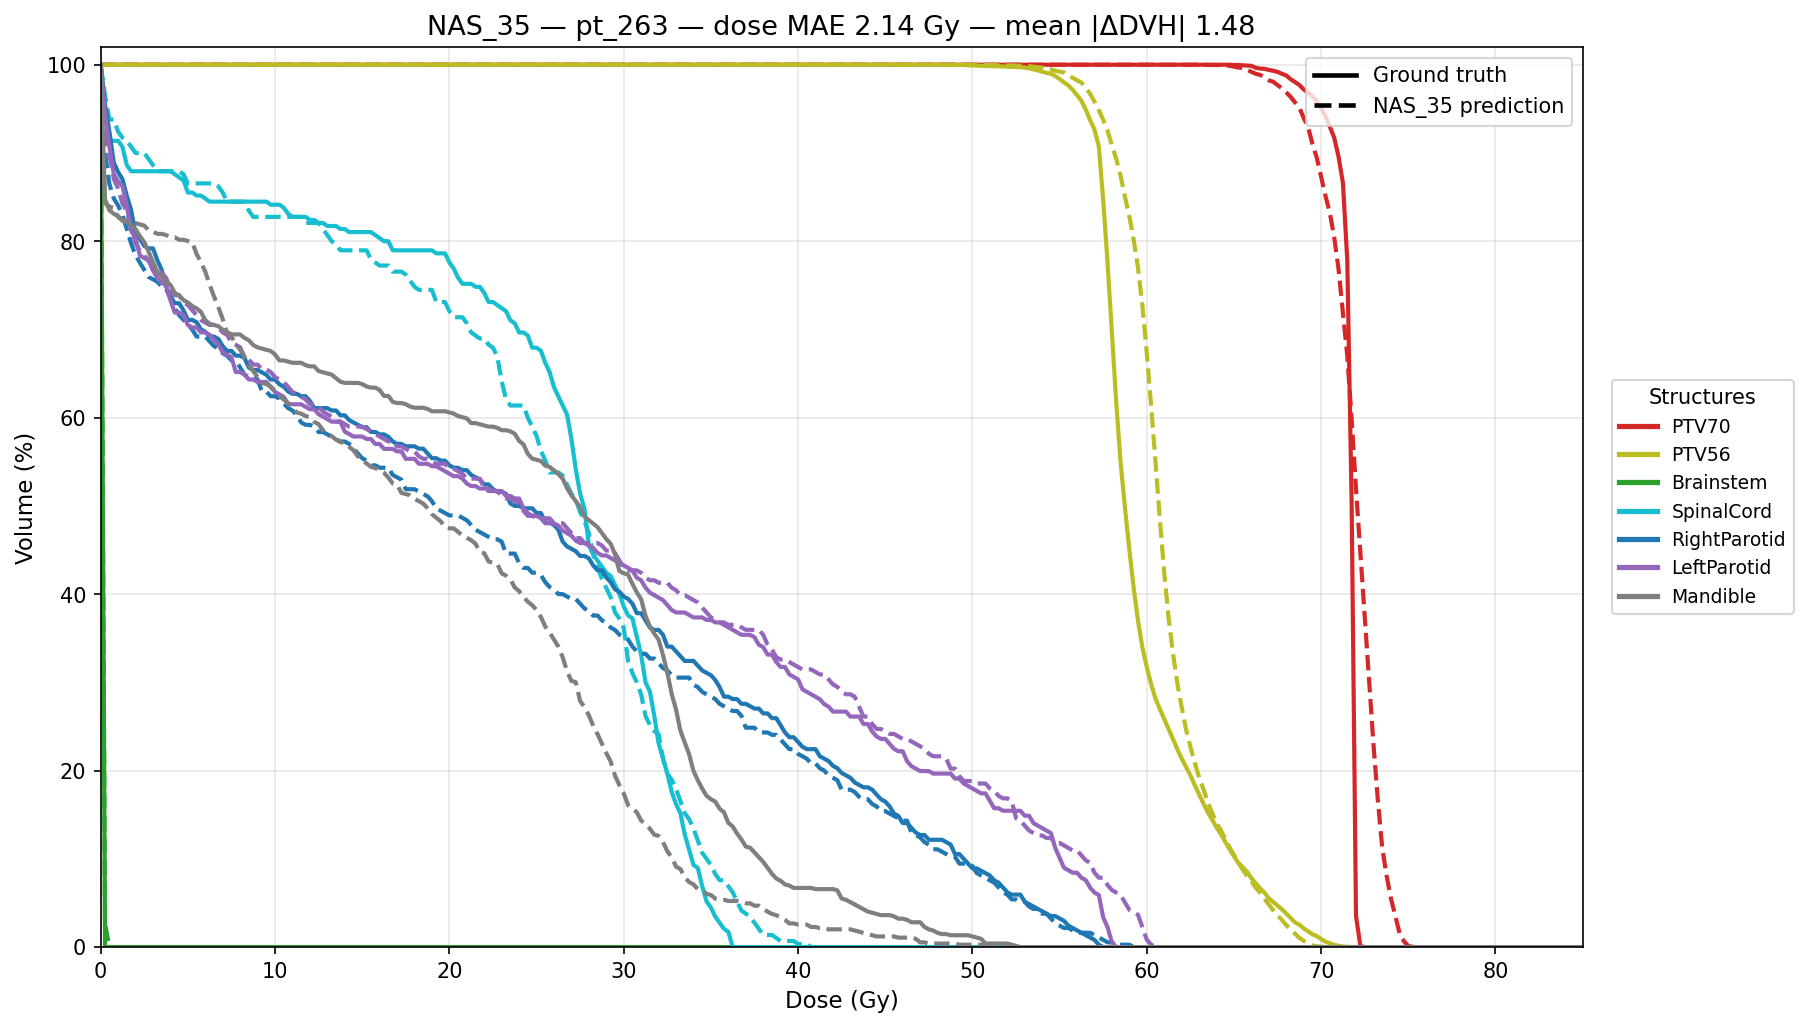 NAS_35 — pt_263 — dose MAE 2.14 Gy — mean |ΔDVH| 1.48
Ground truth
NAS_35 prediction
Volume (%)
100
80
60
40
20
0
0 10 20 30 40 50 60 70 80
Dose (Gy)
Structures
PTV70
PTV56
Brainstem
SpinalCord
RightParotid
LeftParotid
Mandible